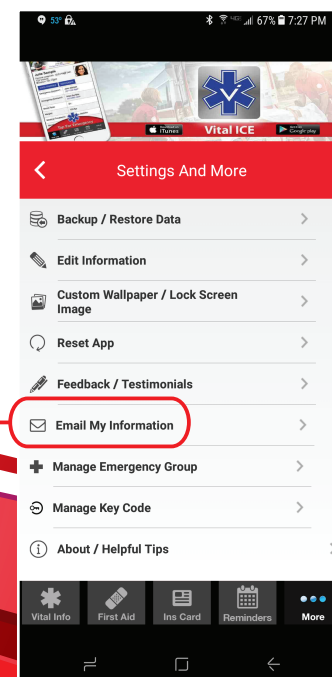 53° 4G 67% 7:27 PM
iTunes Vital ICE Google play
Settings And More
Backup / Restore Data
Edit Information
Custom Wallpaper / Lock Screen
Image
Reset App
Feedback / Testimonials
Email My Information
Manage Emergency Group
Manage Key Code
About / Helpful Tips
Vital Info First Aid Ins Card Reminders More